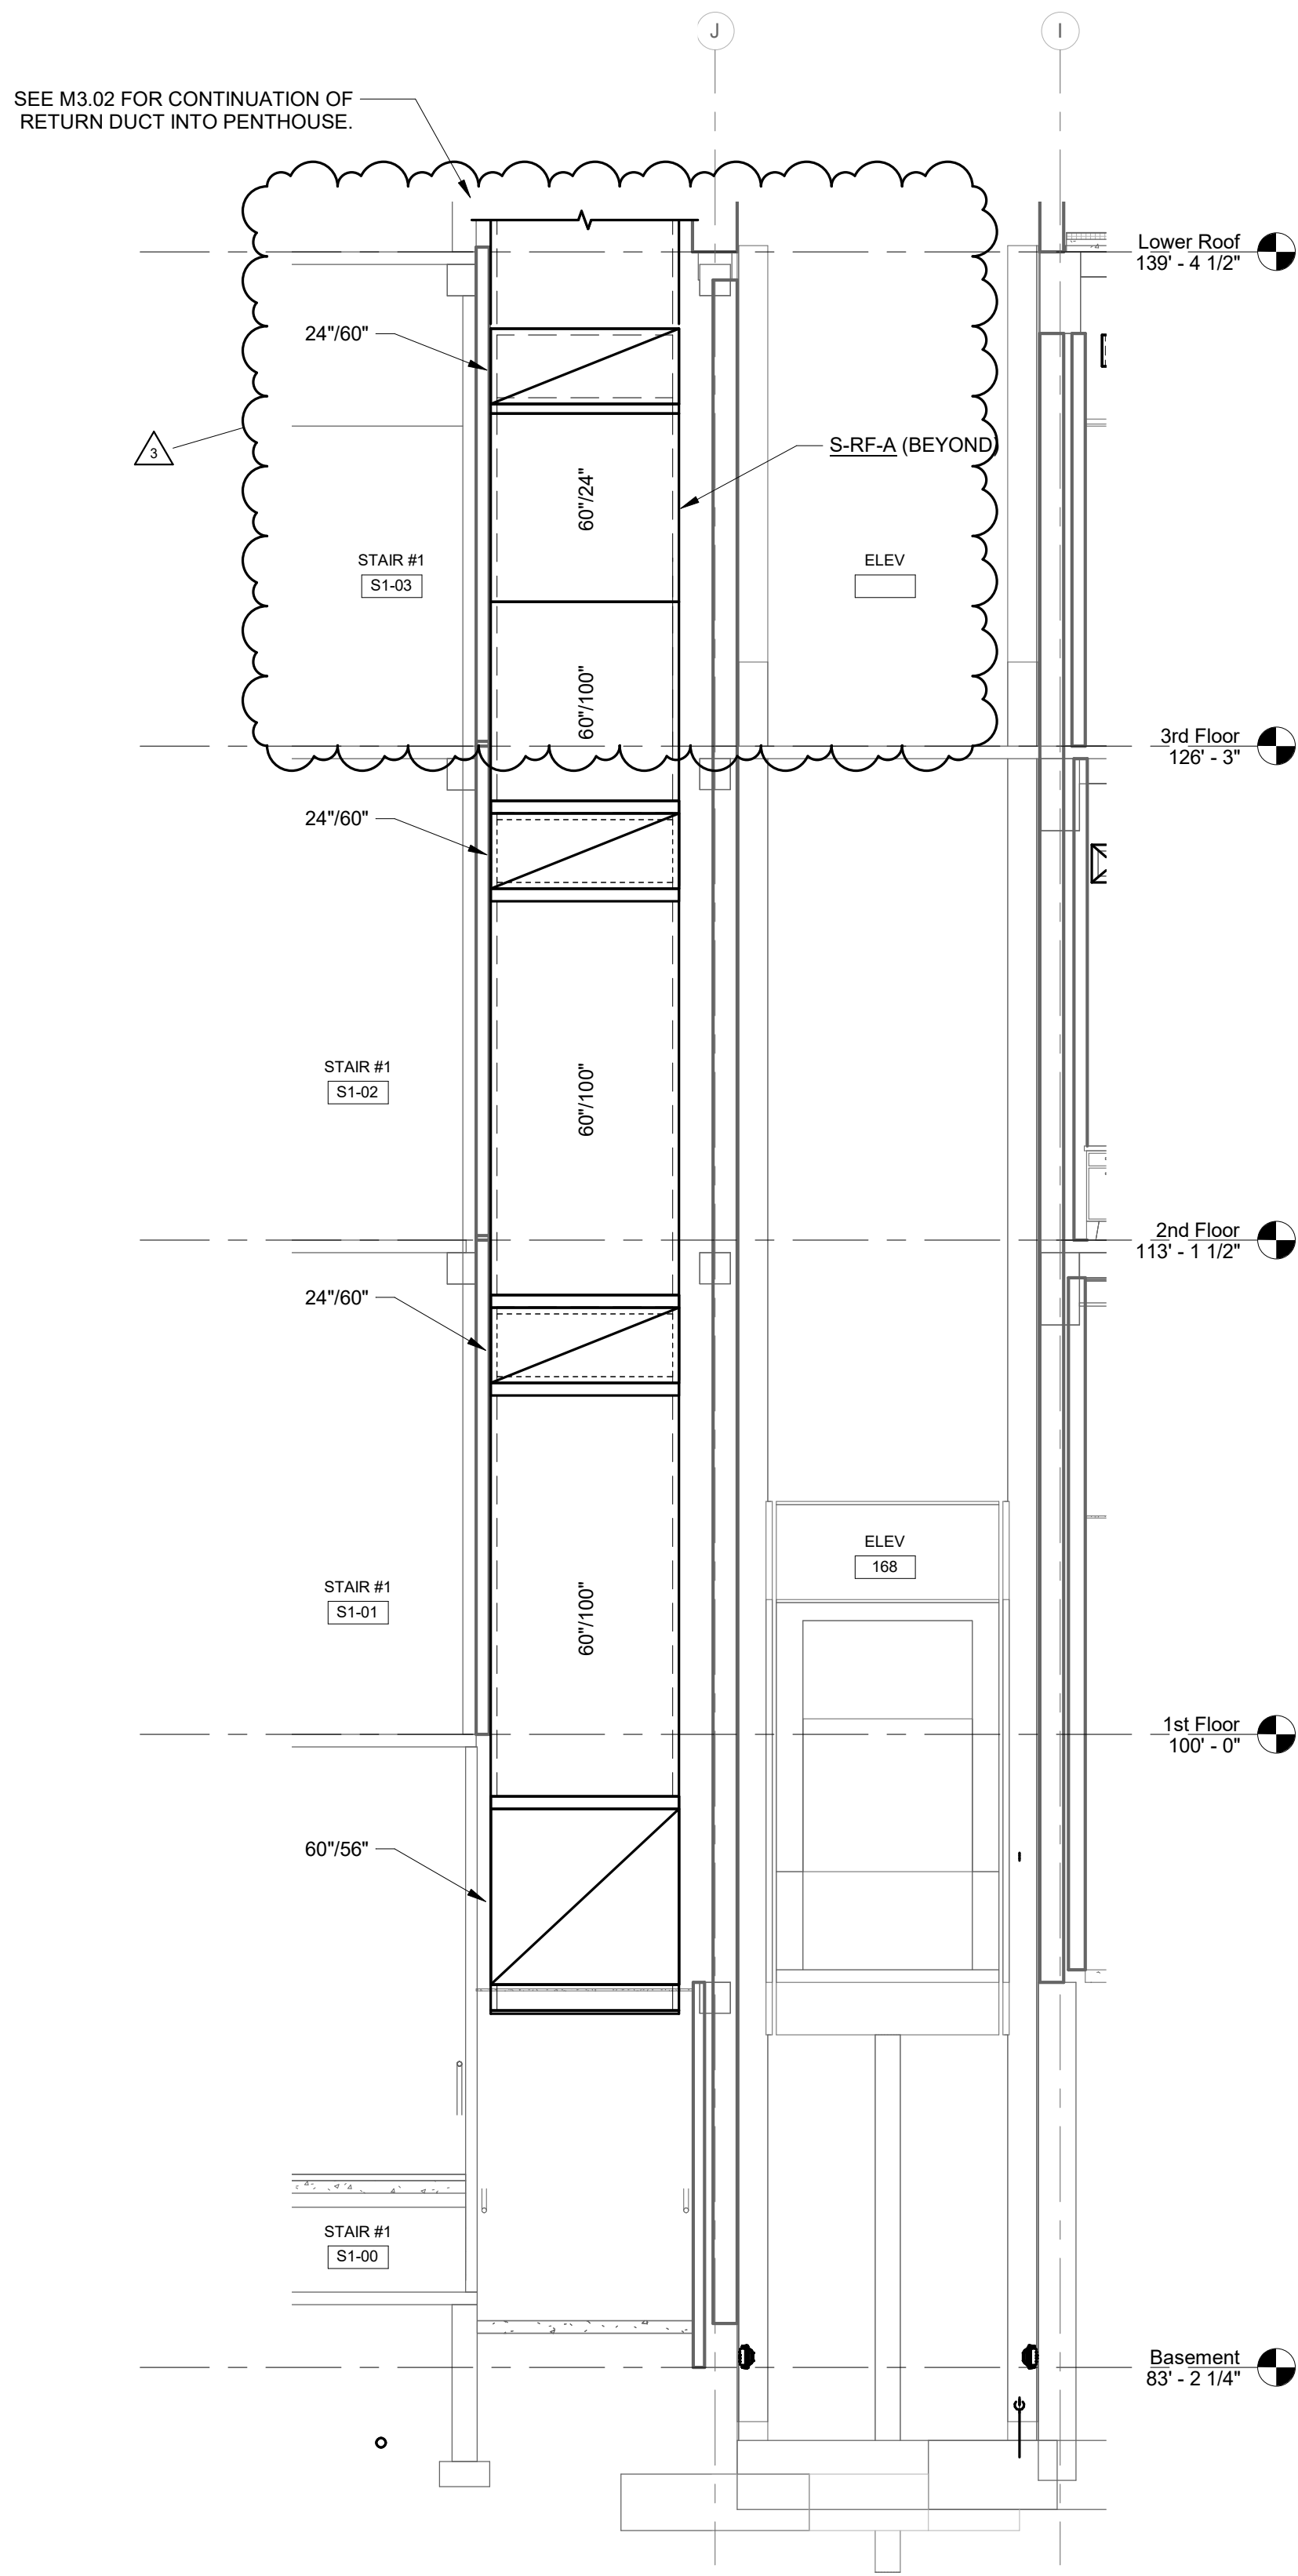 J
I
SEE M3.02 FOR CONTINUATION OF
RETURN DUCT INTO PENTHOUSE.
Lower Roof
139' - 4 1/2"
24"/60"
3
S-RF-A (BEYOND)
60"/24"
STAIR #1
S1-03
ELEV
60"/100"
3rd Floor
126' - 3"
24"/60"
STAIR #1
S1-02
60"/100"
2nd Floor
113' - 1 1/2"
24"/60"
ELEV
168
STAIR #1
S1-01
60"/100"
1st Floor
100' - 0"
60"/56"
STAIR #1
S1-00
Basement
83' - 2 1/4"